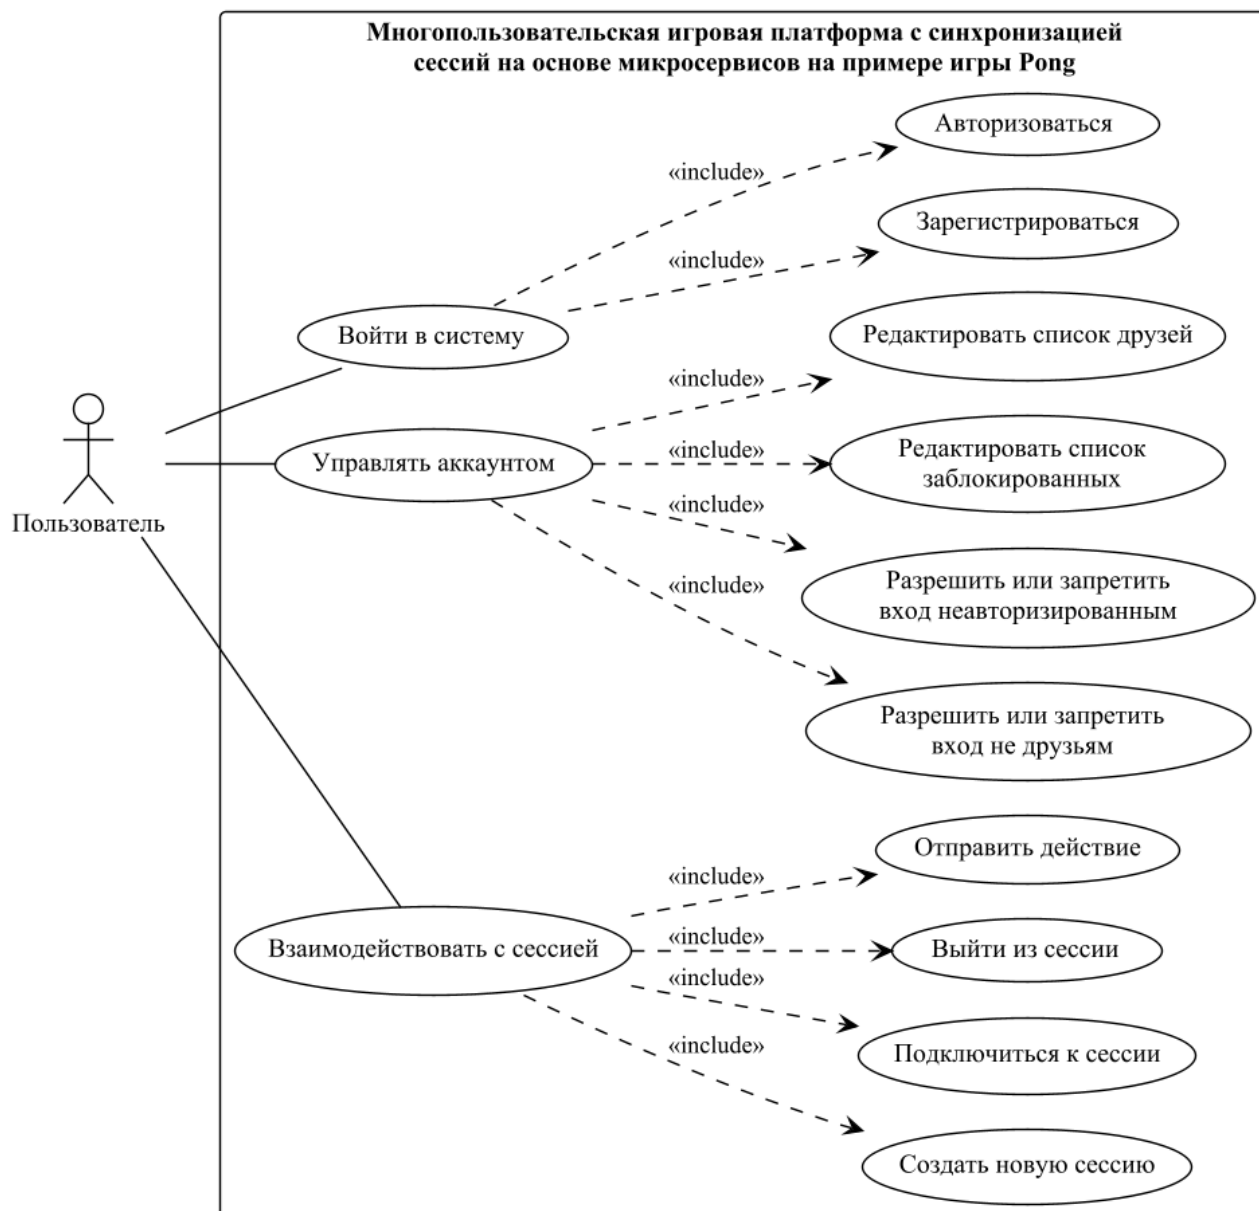 Многопользовательская игровая платформа с синхронизацией
сессий на основе микросервисов на примере игры Pong
Авторизоваться
«include»
Зарегистрироваться
«include»
Войти в систему
Редактировать список друзей
«include»
Управлять аккаунтом
«include»
Редактировать список
заблокированных
«include»
Пользователь
Разрешить или запретить
вход неавторизированным
«include»
Разрешить или запретить
вход не друзьям
Отправить действие
«include»
Взаимодействовать с сессией
«include»
Выйти из сессии
«include»
Подключиться к сессии
«include»
Создать новую сессию